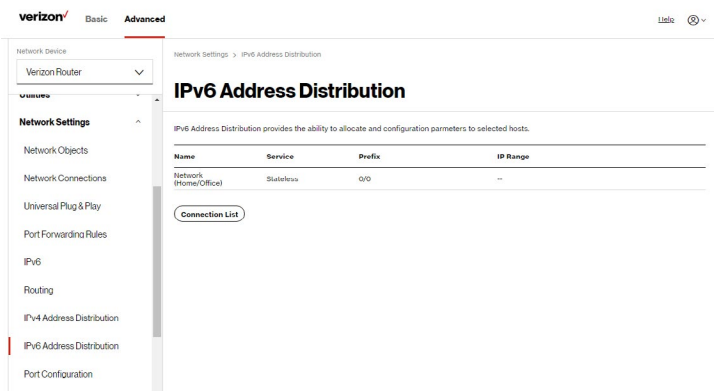 verizon
Basic
Advanced
Help
Network Device
Verizon Router
Utilities
Network Settings
Network Objects
Network Connections
Universal Plug & Play
Port Forwarding Rules
IPv6
Routing
IPv4 Address Distribution
IPv6 Address Distribution
Port Configuration
Network Settings > IPv6 Address Distribution
IPv6 Address Distribution
IPv6 Address Distribution provides the ability to allocate and configuration parmeters to selected hosts.
Name Service Prefix IP Range
Network
(Home/Office) Stateless 0/0 --
Connection List